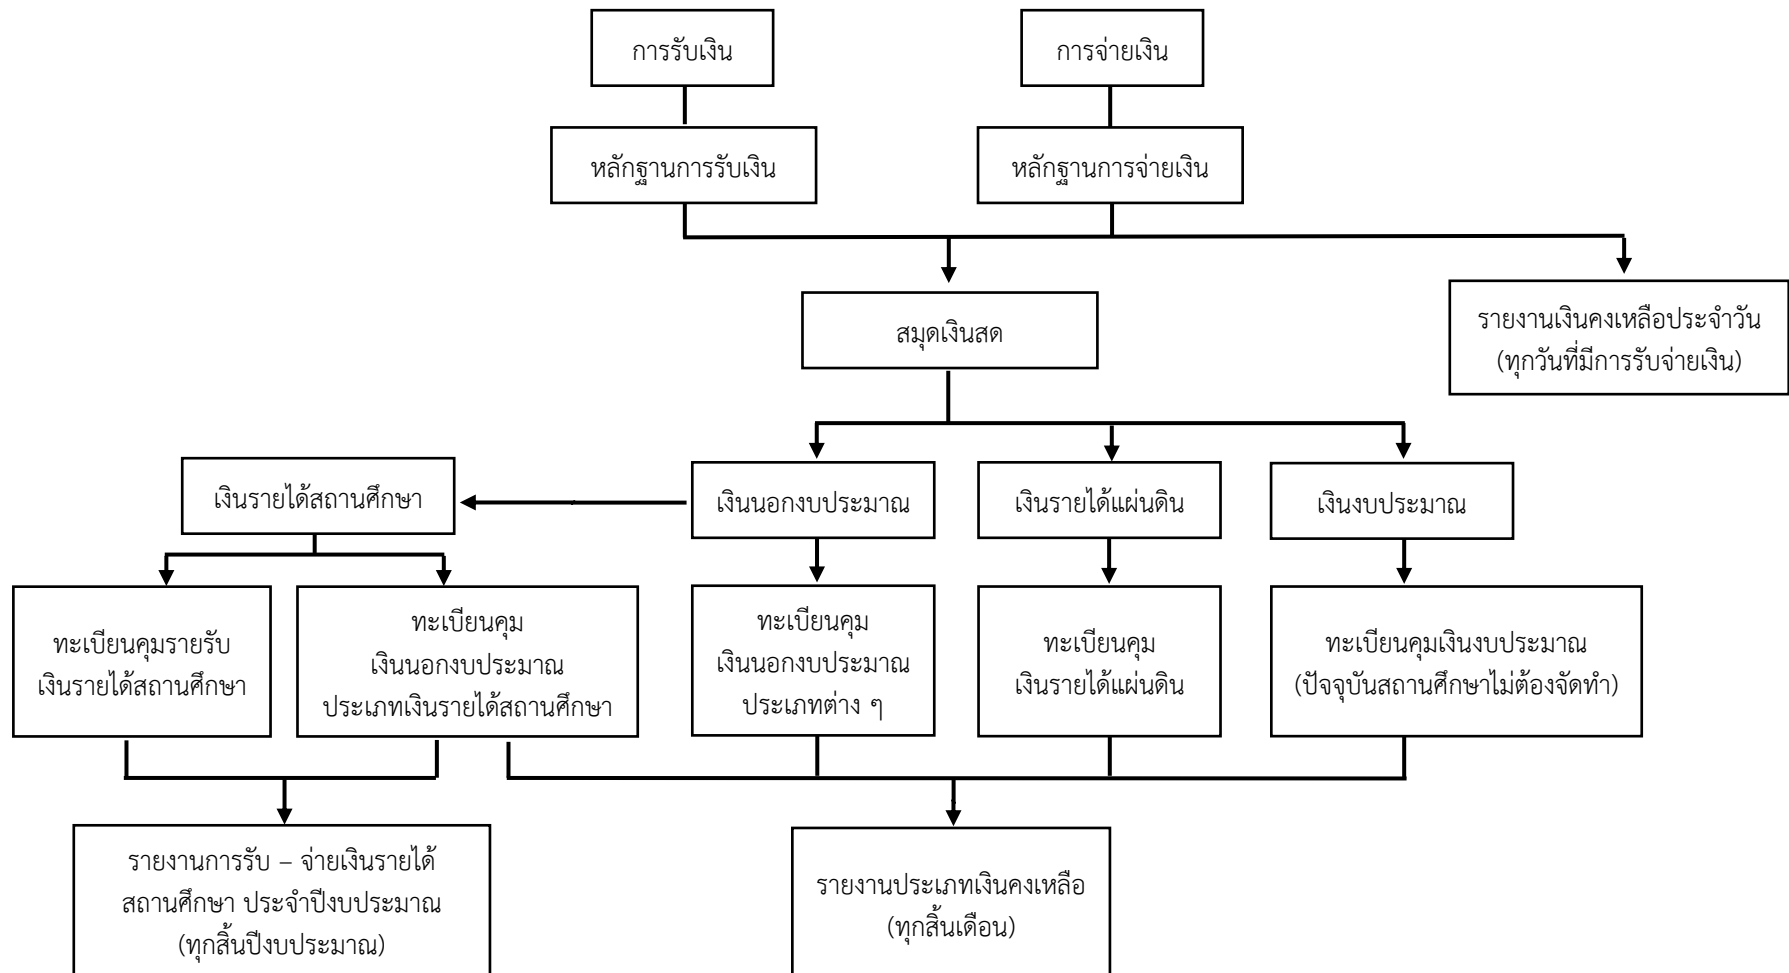 การรับเงิน
การจ่ายเงิน
หลักฐานการรับเงิน
หลักฐานการจ่ายเงิน
สมุดเงินสด
รายงานเงินคงเหลือประจำวัน
(ทุกวันที่มีการรับจ่ายเงิน)
เงินรายได้สถานศึกษา
เงินนอกงบประมาณ
เงินรายได้แผ่นดิน
เงินงบประมาณ
ทะเบียนคุมรายรับ
เงินรายได้สถานศึกษา
ทะเบียนคุม
เงินนอกงบประมาณ
ประเภทเงินรายได้สถานศึกษา
ทะเบียนคุม
เงินนอกงบประมาณ
ประเภทต่าง ๆ
ทะเบียนคุม
เงินรายได้แผ่นดิน
ทะเบียนคุมเงินงบประมาณ
(ปัจจุบันสถานศึกษาไม่ต้องจัดทำ)
รายงานการรับ – จ่ายเงินรายได้
สถานศึกษา ประจำปีงบประมาณ
(ทุกสิ้นปีงบประมาณ)
รายงานประเภทเงินคงเหลือ
(ทุกสิ้นเดือน)